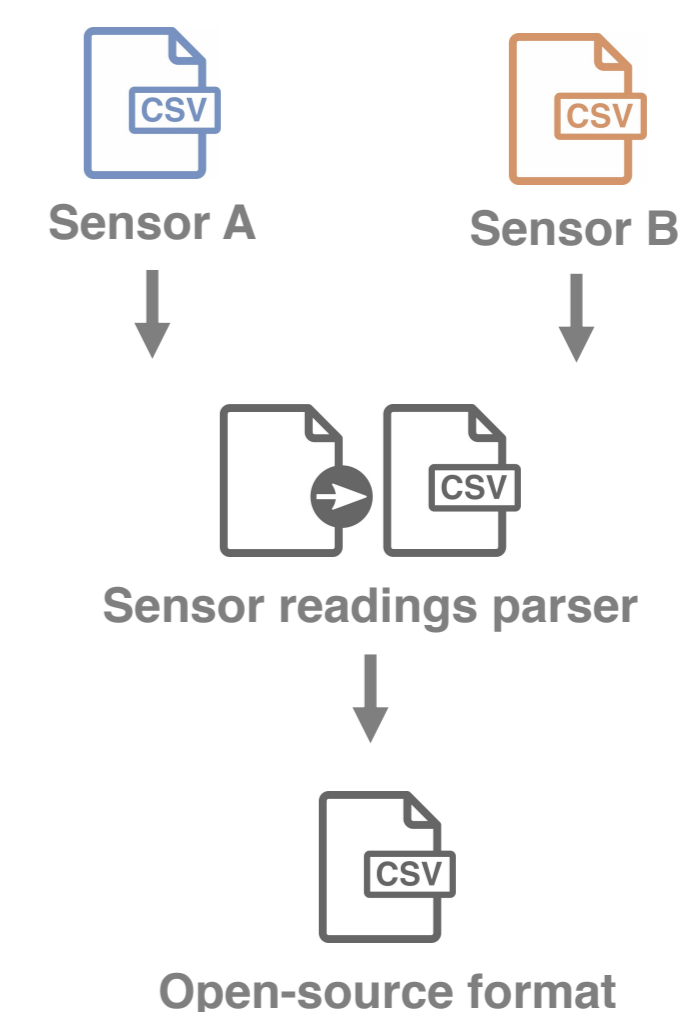 CSV
CSV
Sensor A
Sensor B
CSV
Sensor readings parser
CSV
Open-source format